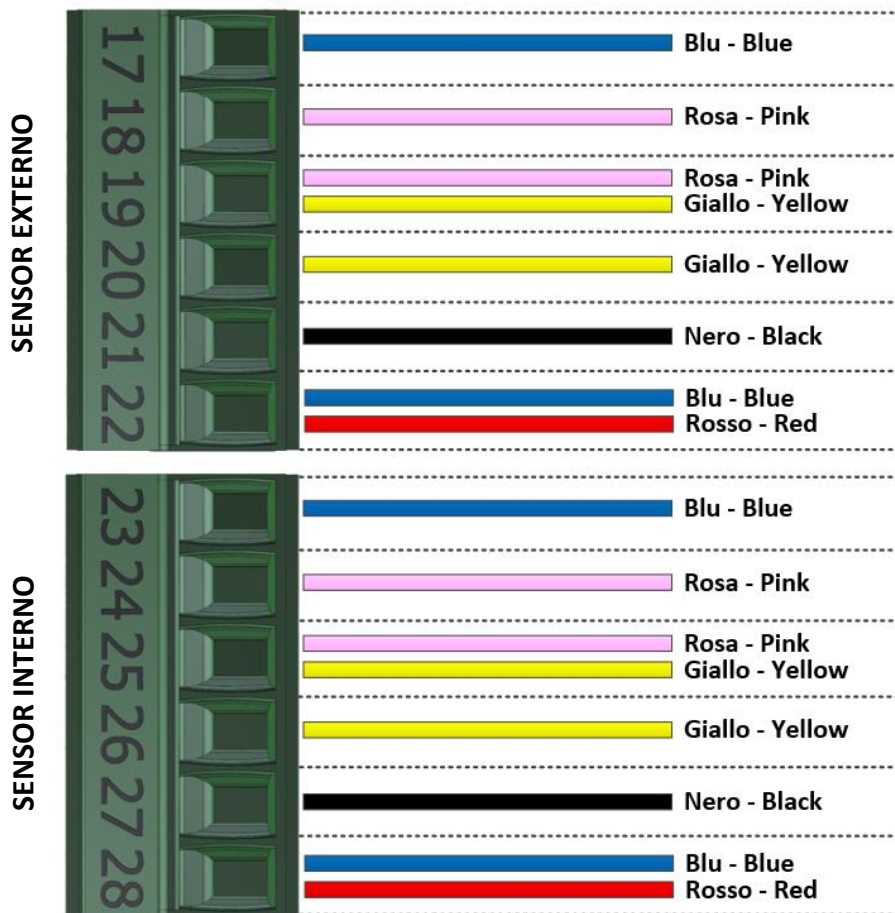 SENSOR EXTERNO
17
Blu - Blue
18
Rosa - Pink
19
Rosa - Pink
Giallo - Yellow
20
Giallo - Yellow
21
Nero - Black
22
Blu - Blue
Rosso - Red
SENSOR INTERNO
23
Blu - Blue
24
Rosa - Pink
25
Rosa - Pink
Giallo - Yellow
26
Giallo - Yellow
27
Nero - Black
28
Blu - Blue
Rosso - Red